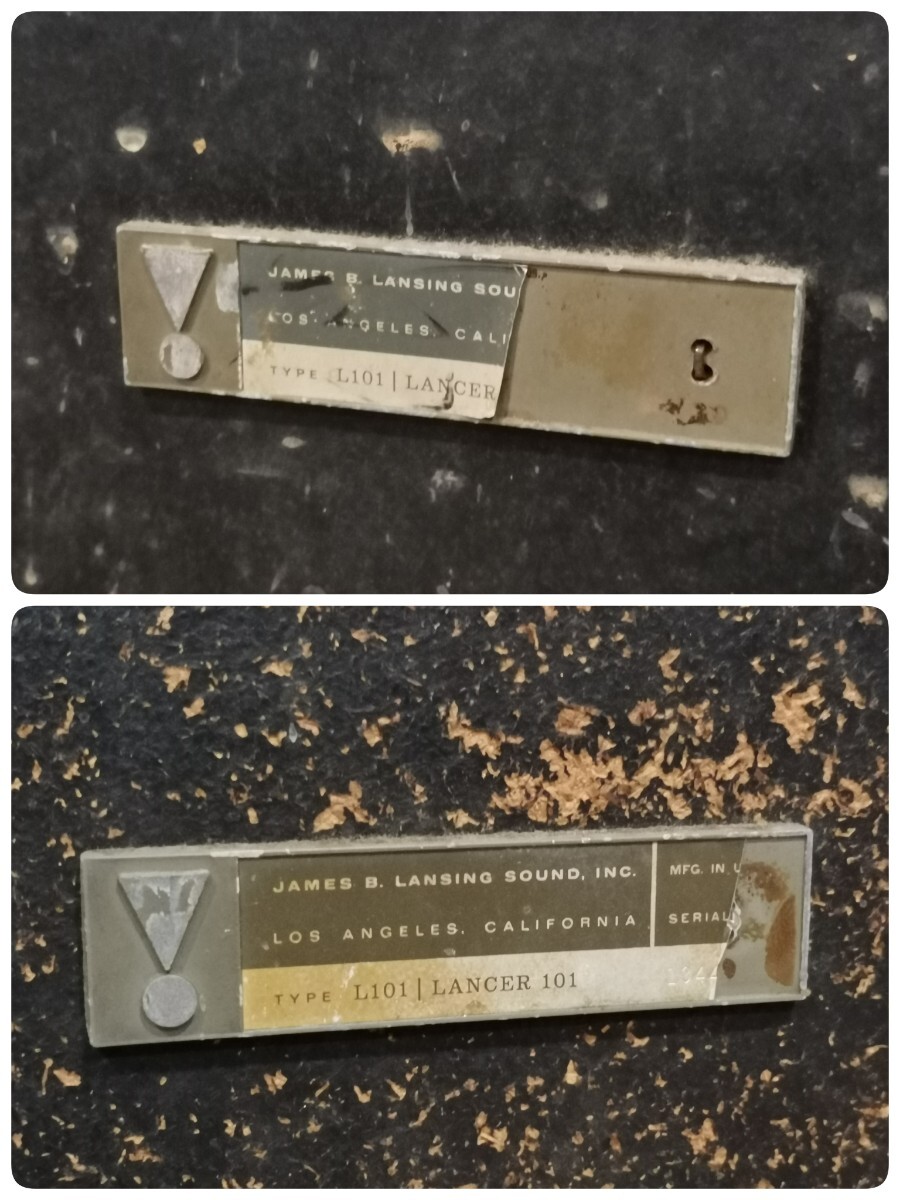 JAMES B. LANSING SOU
LOS ANGELES, CALI
TYPE L101 | LANCER
JAMES B. LANSING SOUND, INC.
LOS ANGELES, CALIFORNIA
TYPE L101 | LANCER 101
MFG. IN U
SERIAL